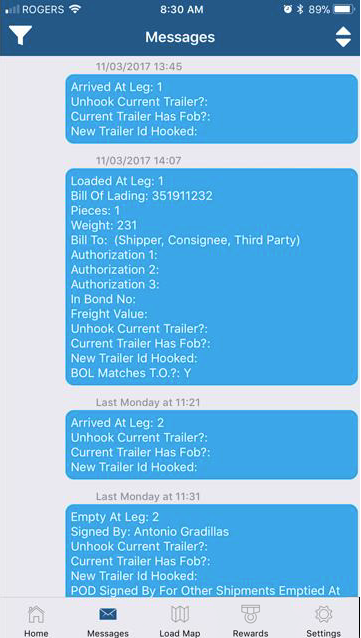 ROGERS 8:30 AM 89%
Messages
11/03/2017 13:45
Arrived At Leg: 1
Unhook Current Trailer?:
Current Trailer Has Fob?:
New Trailer Id Hooked:
11/03/2017 14:07
Loaded At Leg: 1
Bill Of Lading: 351911232
Pieces: 1
Weight: 231
Bill To:  (Shipper, Consignee, Third Party)
Authorization 1:
Authorization 2:
Authorization 3:
In Bond No:
Freight Value:
Unhook Current Trailer?:
Current Trailer Has Fob?:
New Trailer Id Hooked:
BOL Matches T.O.?: Y
Last Monday at 11:21
Arrived At Leg: 2
Unhook Current Trailer?:
Current Trailer Has Fob?:
New Trailer Id Hooked:
Last Monday at 11:31
Empty At Leg: 2
Signed By: Antonio Gradillas
Unhook Current Trailer?:
Current Trailer Has Fob?:
New Trailer Id Hooked:
POD Signed By For Other Shipments Emptied At
Home Messages Load Map Rewards Settings